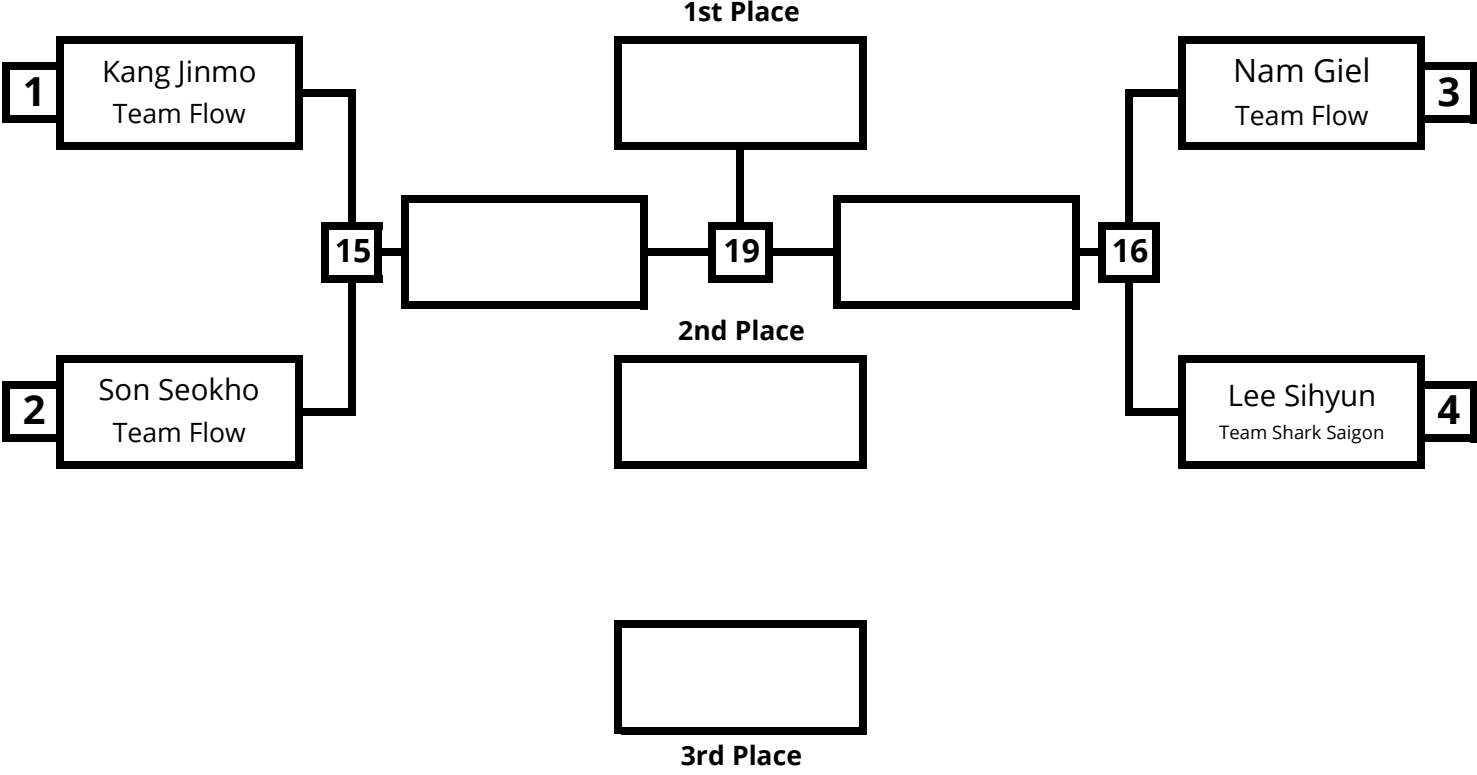 1st Place
1
Kang Jinmo
Team Flow
Nam Giel
Team Flow
3
15
19
16
2nd Place
2
Son Seokho
Team Flow
Lee Sihyun
Team Shark Saigon
4
3rd Place